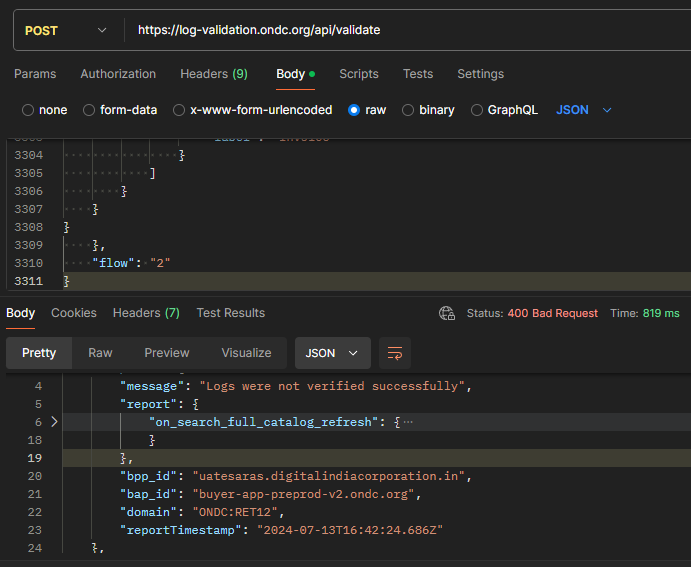 POST https://log-validation.ondc.org/api/validate
Params Authorization Headers (9) Body Scripts Tests Settings
none form-data x-www-form-urlencoded raw binary GraphQL JSON
3304 }
3305 ]
3306 }
3307 }
3308 }
3309 },
3310 "flow": "2"
3311 }
Body Cookies Headers (7) Test Results Status: 400 Bad Request Time: 819 ms
Pretty Raw Preview Visualize JSON
4 "message": "Logs were not verified successfully",
5 "report": {
6 "on_search_full_catalog_refresh": {⋯
18 }
19 },
20 "bpp_id": "uatesaras.digitalindiacorporation.in",
21 "bap_id": "buyer-app-preprod-v2.ondc.org",
22 "domain": "ONDC:RET12",
23 "reportTimestamp": "2024-07-13T16:42:24.686Z"
24 },